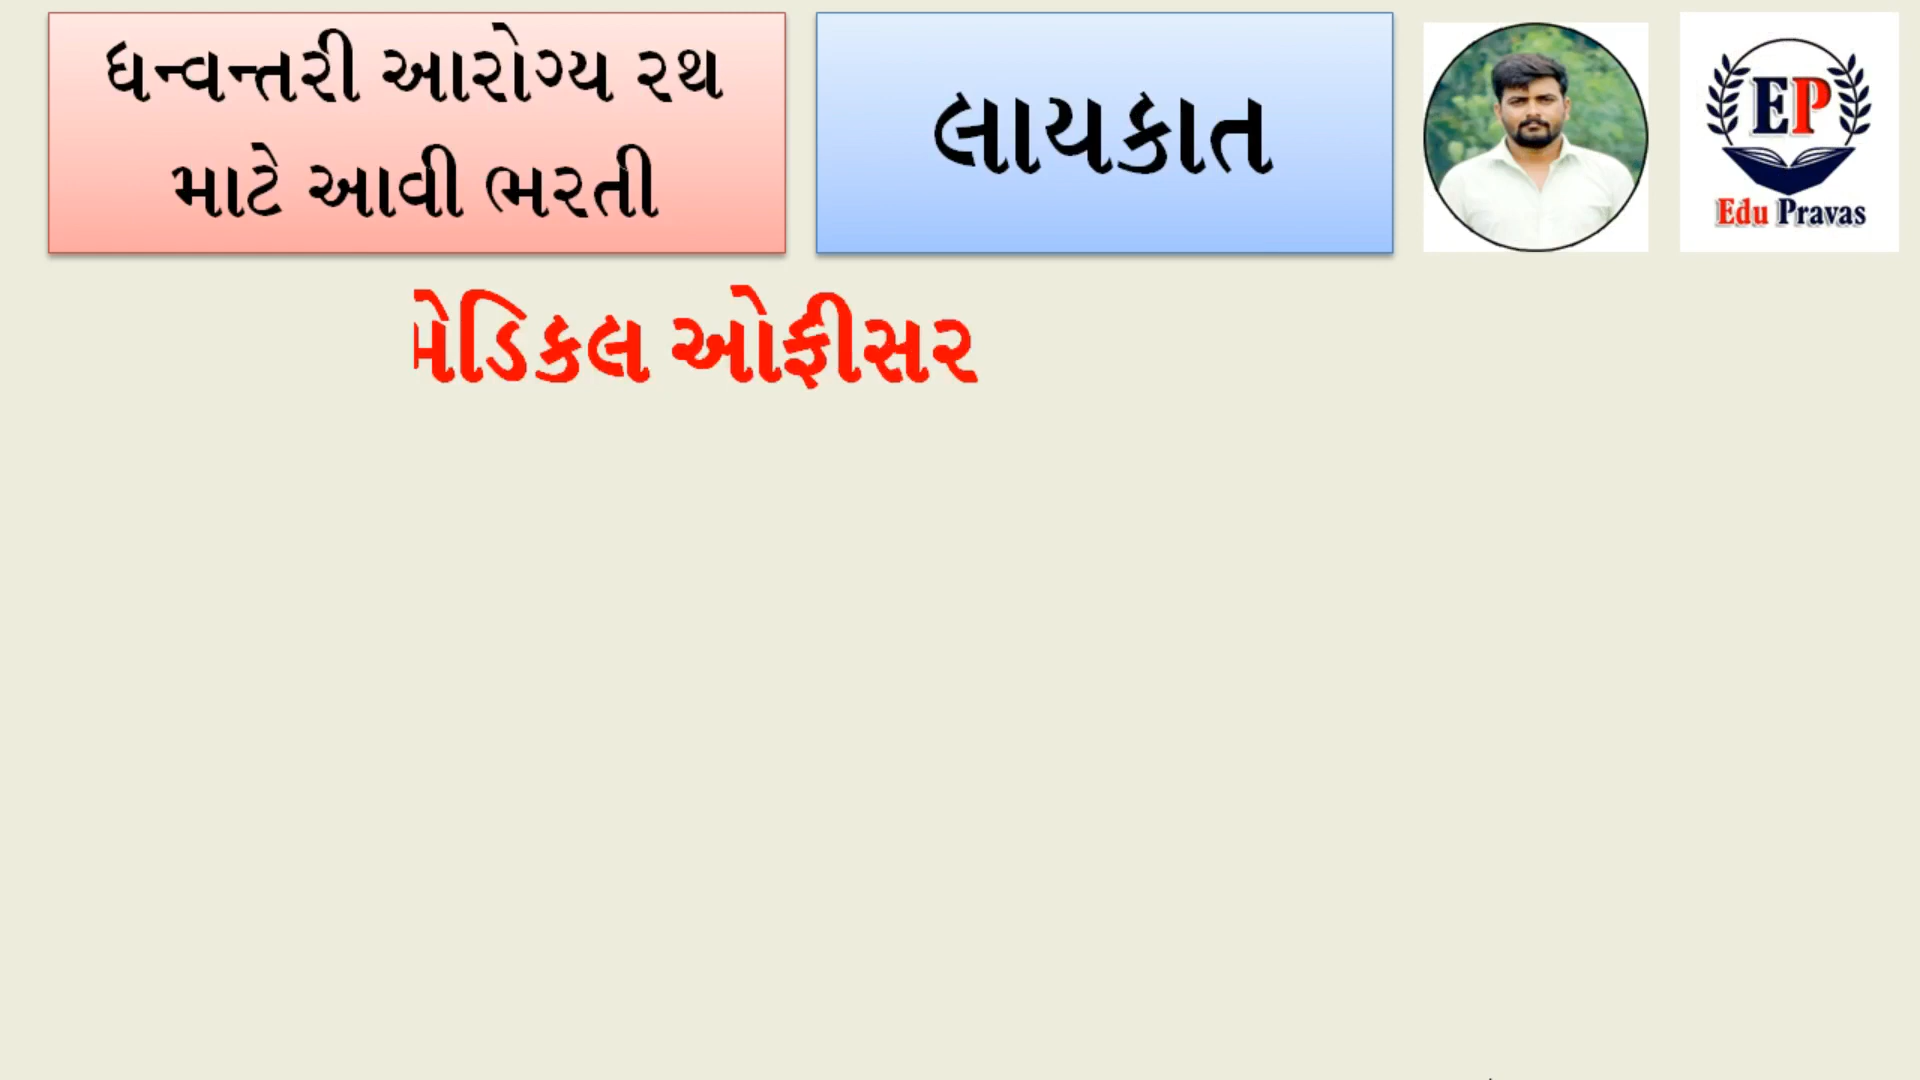 ધન્વન્તરી આરોગ્ય રથ
માટે આવી ભરતી
લાયકાત
EP
Edu Pravas
મેડિકલ ઓફીસર